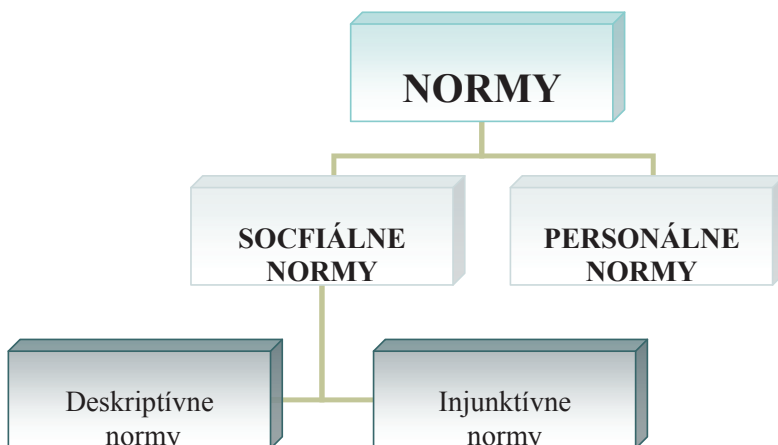 NORMY
SOCFIÁLNE
NORMY
PERSONÁLNE
NORMY
Deskriptívne
normy
Injunktívne
normy